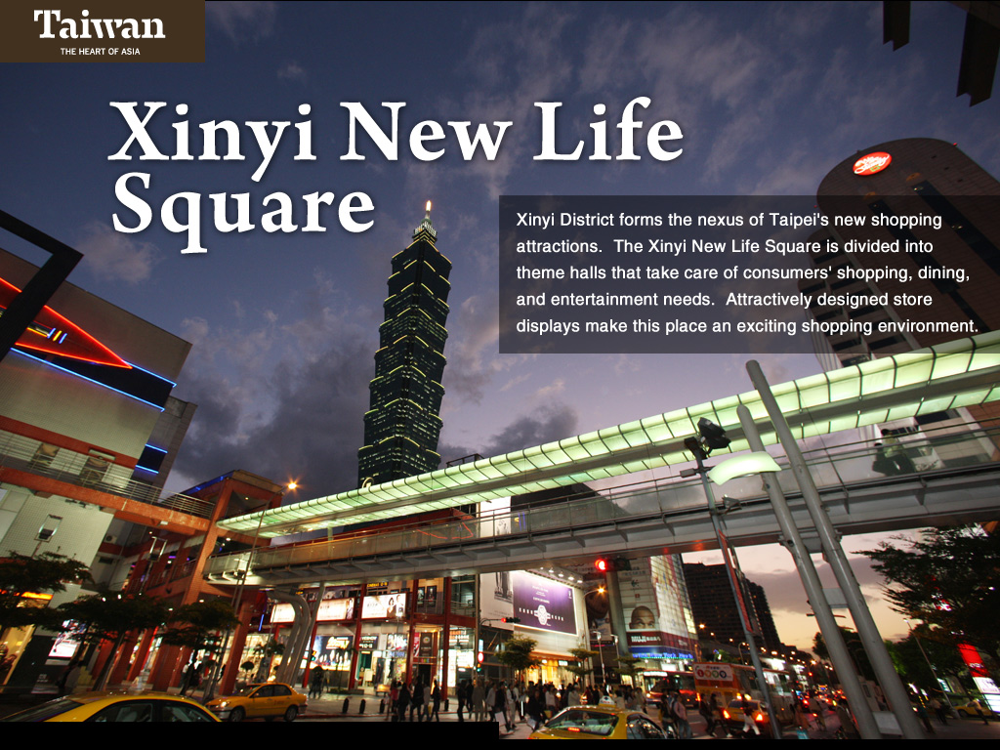 Taiwan
THE HEART OF ASIA
Xinyi New Life
Square
Xinyi District forms the nexus of Taipei's new shopping
attractions.  The Xinyi New Life Square is divided into
theme halls that take care of consumers' shopping, dining,
and entertainment needs.  Attractively designed store
displays make this place an exciting shopping environment.